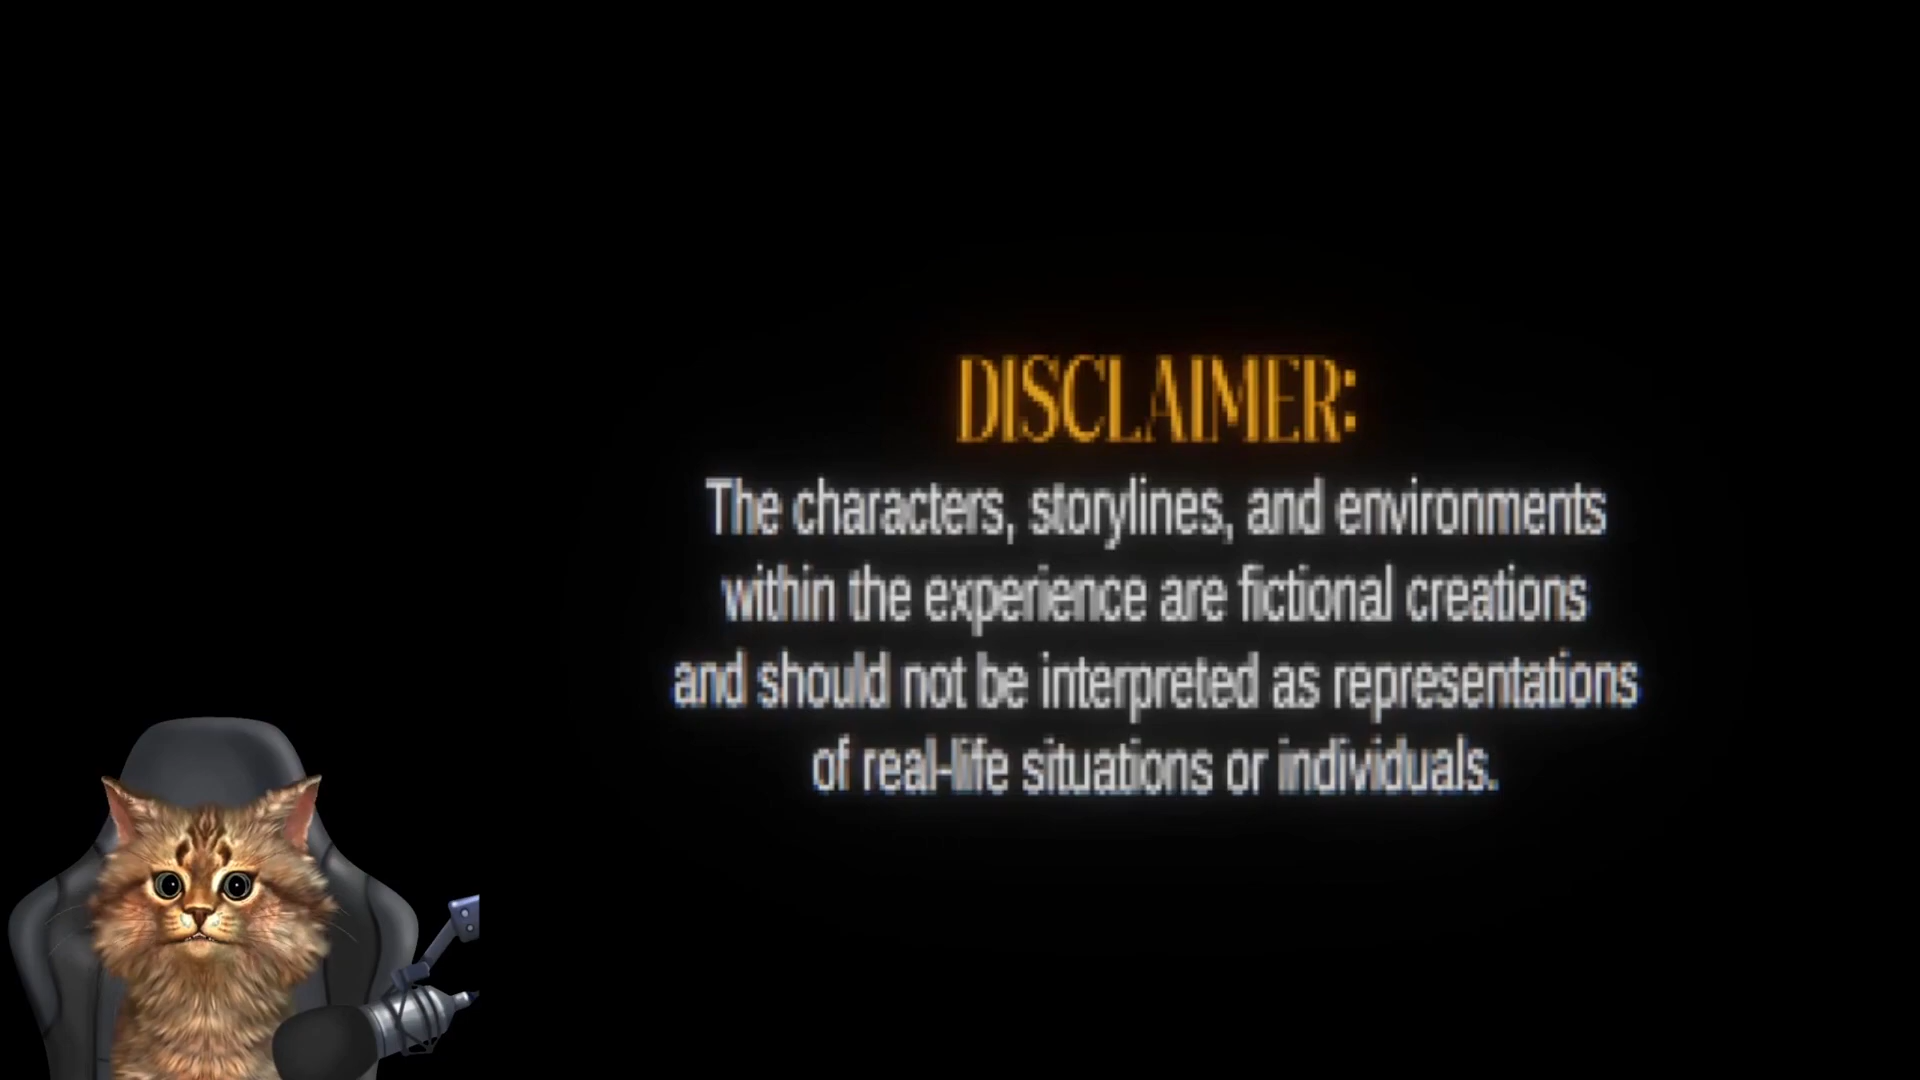 DISCLAIMER:
The characters, storylines, and environments
within the experience are fictional creations
and should not be interpreted as representations
of real-life situations or individuals.